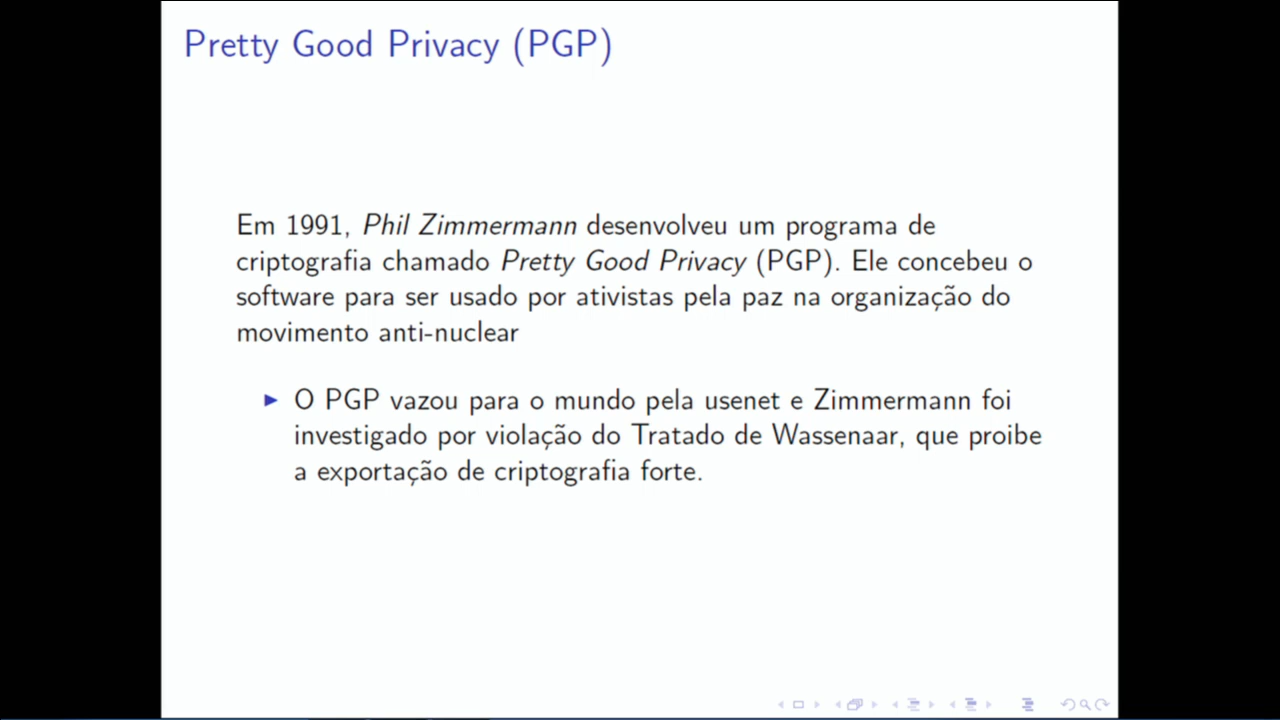 Pretty Good Privacy (PGP)
Em 1991, Phil Zimmermann desenvolveu um programa de
criptografia chamado Pretty Good Privacy (PGP). Ele concebeu o
software para ser usado por ativistas pela paz na organização do
movimento anti-nuclear
▶ O PGP vazou para o mundo pela usenet e Zimmermann foi
investigado por violação do Tratado de Wassenaar, que proibe
a exportação de criptografia forte.